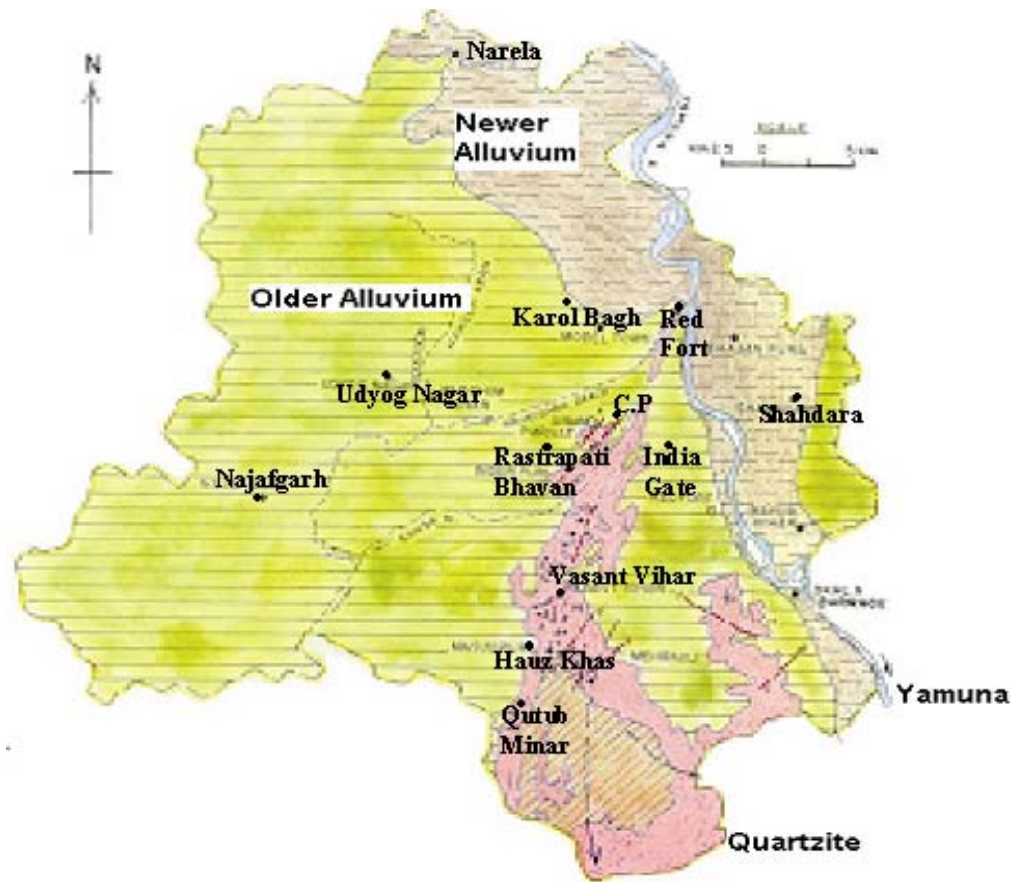 Narela
N
Newer
Alluvium
Older Alluvium
Karol Bagh
Red
Fort
Udyog Nagar
C.P
Shahdara
Rastrapati
Bhavan
India
Gate
Najafgarh
Vasant Vihar
Hauz Khas
Yamuna
Qutub
Minar
Quartzite